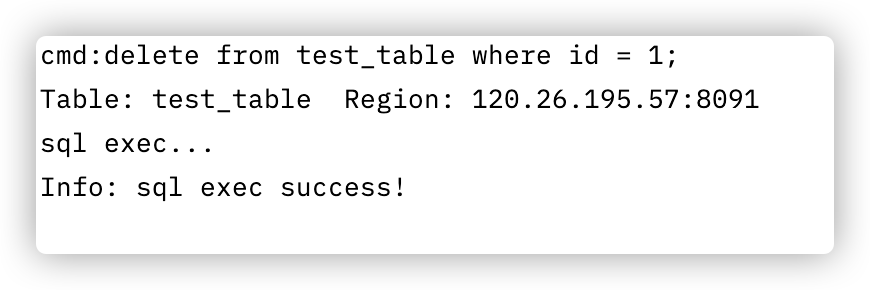 cmd:delete from test_table where id = 1;
Table: test_table  Region: 120.26.195.57:8091
sql exec...
Info: sql exec success!